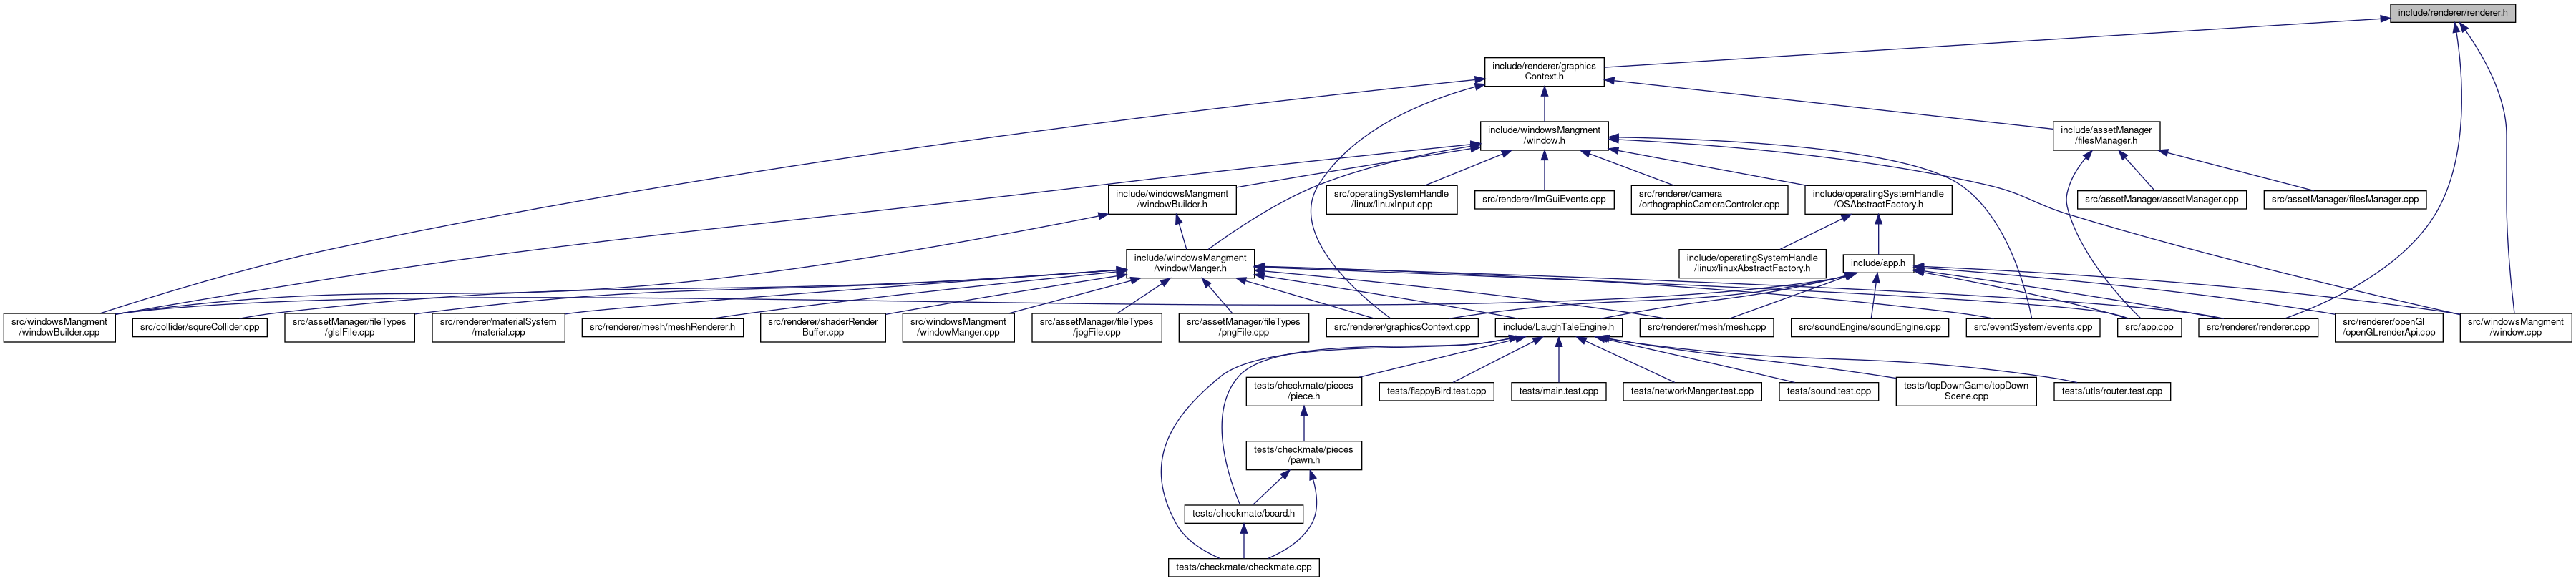 include/renderer/renderer.h
include/renderer/graphics
Context.h
include/windowsMangment
/window.h
include/assetManager
/filesManager.h
include/windowsMangment
/windowBuilder.h
src/operatingSystemHandle
/linux/linuxInput.cpp
src/renderer/ImGuiEvents.cpp
src/renderer/camera
/orthographicCameraControler.cpp
include/operatingSystemHandle
/OSAbstractFactory.h
src/assetManager/assetManager.cpp
src/assetManager/filesManager.cpp
include/windowsMangment
/windowManger.h
include/operatingSystemHandle
/linux/linuxAbstractFactory.h
include/app.h
src/windowsMangment
/windowBuilder.cpp
src/collider/squreCollider.cpp
src/assetManager/fileTypes
/glslFile.cpp
src/renderer/materialSystem
/material.cpp
src/renderer/mesh/meshRenderer.h
src/renderer/shaderRender
Buffer.cpp
src/windowsMangment
/windowManger.cpp
src/assetManager/fileTypes
/jpgFile.cpp
src/assetManager/fileTypes
/pngFile.cpp
src/renderer/graphicsContext.cpp
include/LaughTaleEngine.h
src/renderer/mesh/mesh.cpp
src/soundEngine/soundEngine.cpp
src/eventSystem/events.cpp
src/app.cpp
src/renderer/renderer.cpp
src/renderer/openGl
/openGLrenderApi.cpp
src/windowsMangment
/window.cpp
tests/checkmate/pieces
/piece.h
tests/flappyBird.test.cpp
tests/main.test.cpp
tests/networkManger.test.cpp
tests/sound.test.cpp
tests/topDownGame/topDown
Scene.cpp
tests/utls/router.test.cpp
tests/checkmate/pieces
/pawn.h
tests/checkmate/board.h
tests/checkmate/checkmate.cpp